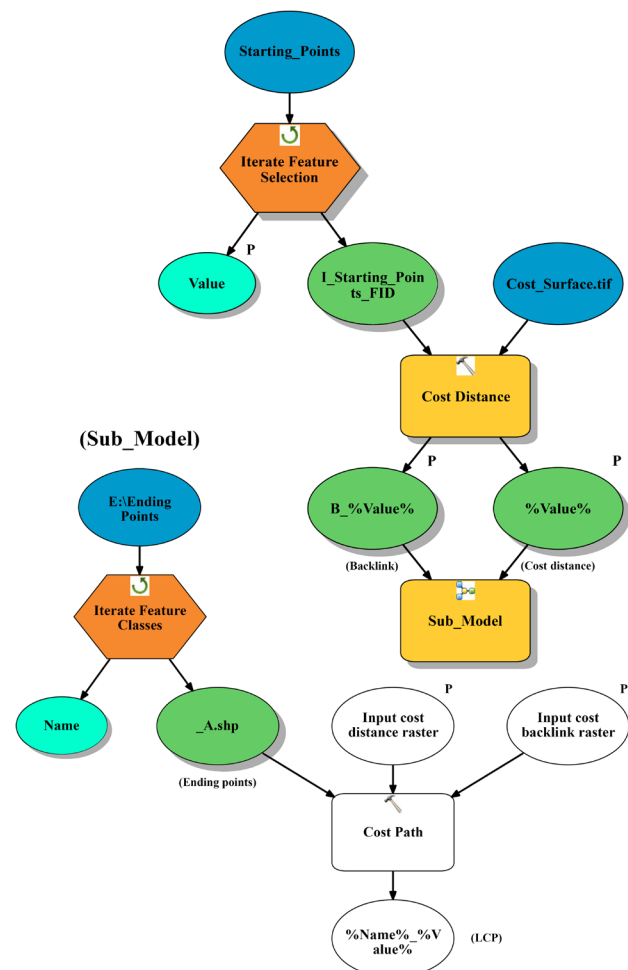 Starting_Points
Iterate Feature
Selection
P
Value
I_Starting_Poin
ts_FID
Cost_Surface.tif
Cost Distance
(Sub_Model)
P
P
E:\Ending
Points
B_%Value%
%Value%
(Backlink)
(Cost distance)
Iterate Feature
Classes
Sub_Model
P
P
Name
_A.shp
Input cost
distance raster
Input cost
backlink raster
(Ending points)
Cost Path
%Name%_%V
alue%
(LCP)